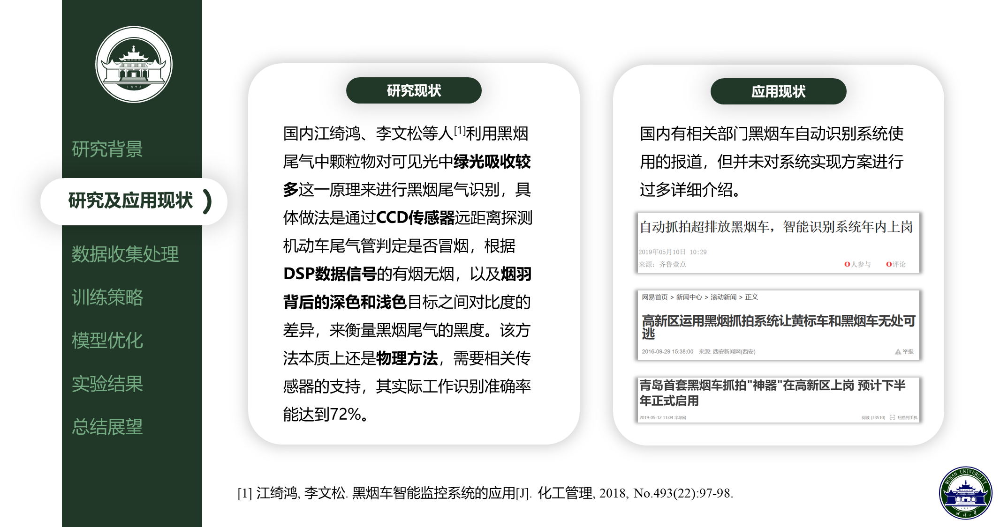 1893
研究背景
研究及应用现状
数据收集处理
训练策略
模型优化
实验结果
总结展望
研究现状
国内江绮鸿、李文松等人[1]利用黑烟
尾气中颗粒物对可见光中绿光吸收较
多这一原理来进行黑烟尾气识别，具
体做法是通过CCD传感器远距离探测
机动车尾气管判定是否冒烟，根据
DSP数据信号的有烟无烟，以及烟羽
背后的深色和浅色目标之间对比度的
差异，来衡量黑烟尾气的黑度。该方
法本质上还是物理方法，需要相关传
感器的支持，其实际工作识别准确率
能达到72%。
应用现状
国内有相关部门黑烟车自动识别系统使
用的报道，但并未对系统实现方案进行
过多详细介绍。
自动抓拍超排放黑烟车，智能识别系统年内上岗
2019年05月10日 10:29
来源：齐鲁壹点 0人参与 0评论
网易首页 > 新闻中心 > 滚动新闻 > 正文
高新区运用黑烟抓拍系统让黄标车和黑烟车无处可
逃
2016-09-29 15:38:00 来源: 西安新闻网(西安) 举报
青岛首套黑烟车抓拍"神器"在高新区上岗 预计下半
年正式启用
2019-05-12 11:04 半岛网 阅读 (33510) 扫描到手机
[1] 江绮鸿, 李文松. 黑烟车智能监控系统的应用[J]. 化工管理, 2018, No.493(22):97-98.
WUHAN UNIVERSITY
1893
武汉大学